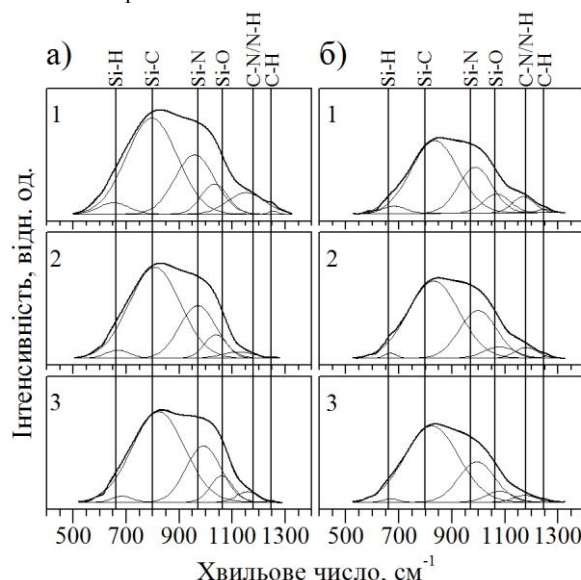 а)
Si-H
Si-C
Si-N
Si-O
C-N/N-H
C-H
б)
Si-H
Si-C
Si-N
Si-O
C-N/N-H
C-H
1
1
2
2
3
3
Інтенсивність, відн. од.
500 700 900 1100 1300
500 700 900 1100 1300
Хвильове число, см⁻¹